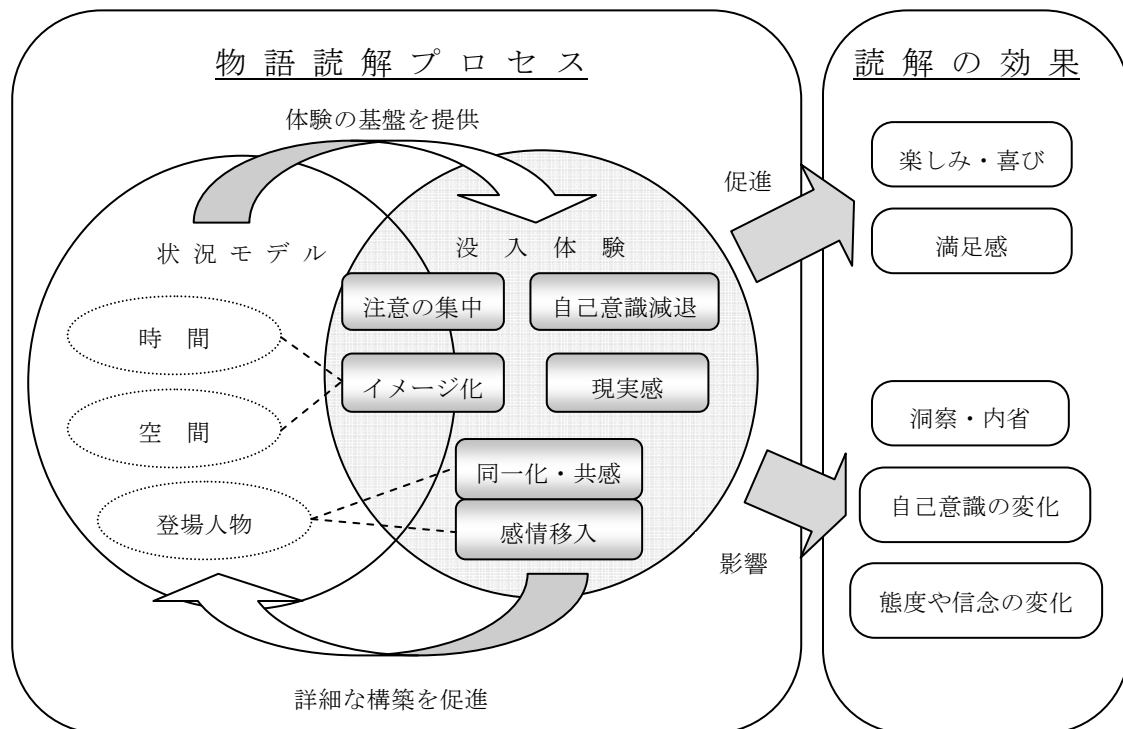 物語読解プロセス
体験の基盤を提供
状況モデル
没入体験
注意の集中
自己意識減退
時間
イメージ化
現実感
空間
同一化・共感
登場人物
感情移入
詳細な構築を促進
促進
影響
読解の効果
楽しみ・喜び
満足感
洞察・内省
自己意識の変化
態度や信念の変化